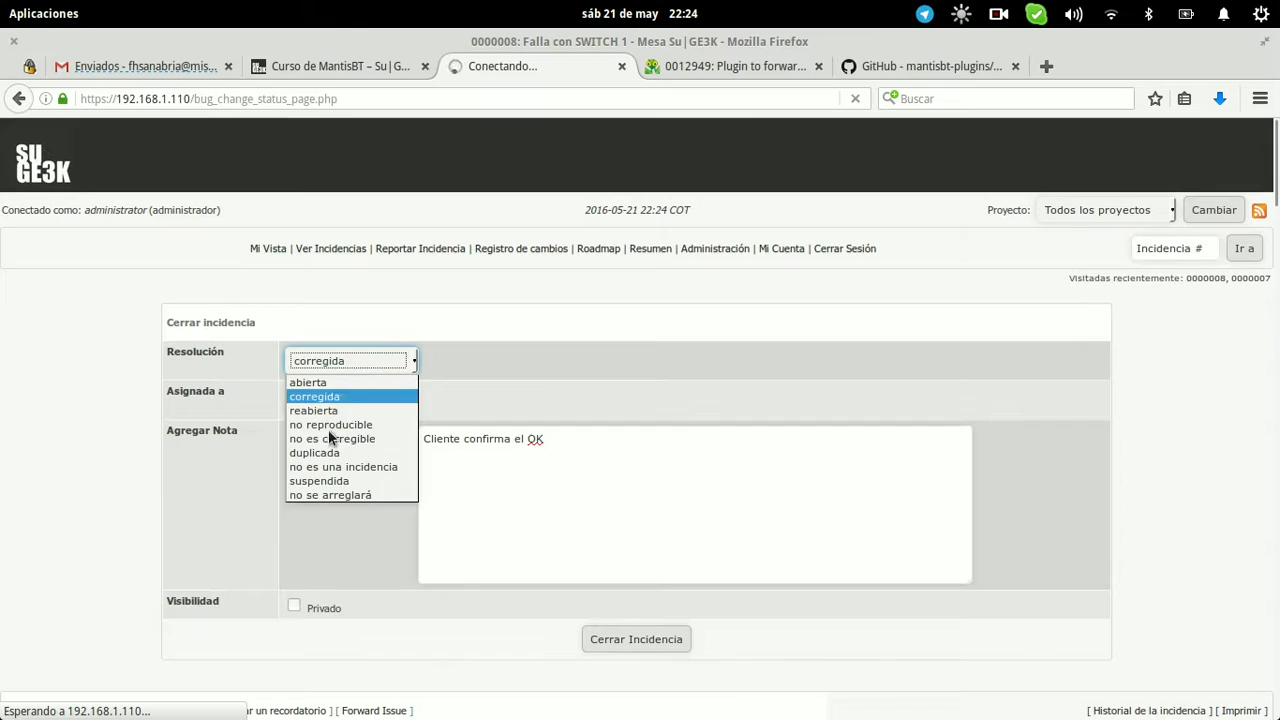 Aplicaciones sáb 21 de may 22:24
0000008: Falla con SWITCH 1 - Mesa Su|GE3K - Mozilla Firefox
Enviados - fhsanabria@mis... Curso de MantisBT – Su|G... Conectando... 0012949: Plugin to forwar... GitHub - mantisbt-plugins/...
https://192.168.1.110/bug_change_status_page.php Buscar
SU
GE3K
Conectado como: administrator (administrador) 2016-05-21 22:24 COT Proyecto: Todos los proyectos Cambiar
Mi Vista | Ver Incidencias | Reportar Incidencia | Registro de cambios | Roadmap | Resumen | Administración | Mi Cuenta | Cerrar Sesión Incidencia # Ir a
Visitadas recientemente: 0000008, 0000007
Cerrar incidencia
Resolución corregida
abierta
Asignada a corregida
reabierta
no reproducible
Agregar Nota no es corregible Cliente confirma el OK
duplicada
no es una incidencia
suspendida
no se arreglará
Visibilidad Privado
Cerrar Incidencia
Esperando a 192.168.1.110... ar un recordatorio ] [ Forward Issue ] [ Historial de la incidencia ] [ Imprimir ]